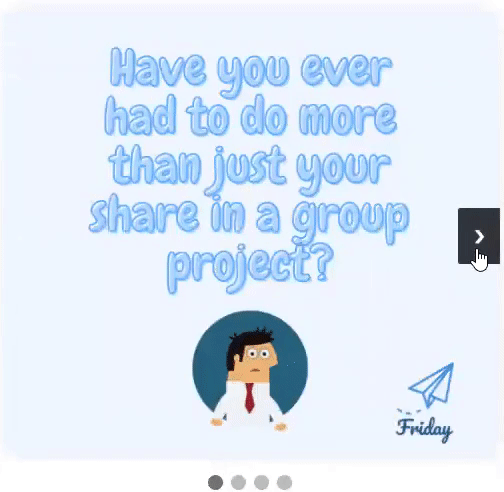 Have you ever
had to do more
than just your
share in a group
project?
Friday